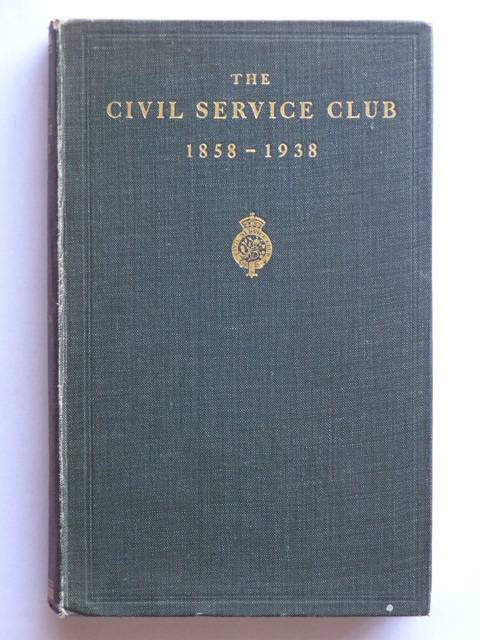 THE
CIVIL SERVICE CLUB
1858 – 1938